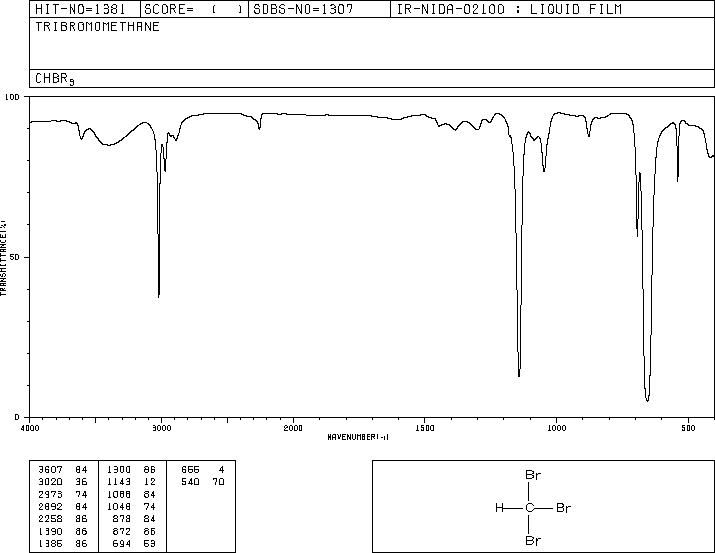 HIT-NO=1381 SCORE= ( ) SDBS-NO=1307 IR-NIDA-02100 : LIQUID FILM
TRIBROMOMETHANE
CHBR3
100
50
0
TRANSMITTANCE(%)
4000 3000 2000 1500 1000 500
WAVENUMBER(-1)
3607 84 1300 86 656 4
3020 36 1143 12 540 70
2973 74 1088 84
2892 84 1048 74
2258 86 878 84
1390 86 872 86
1385 86 694 53
Br
H C Br
Br